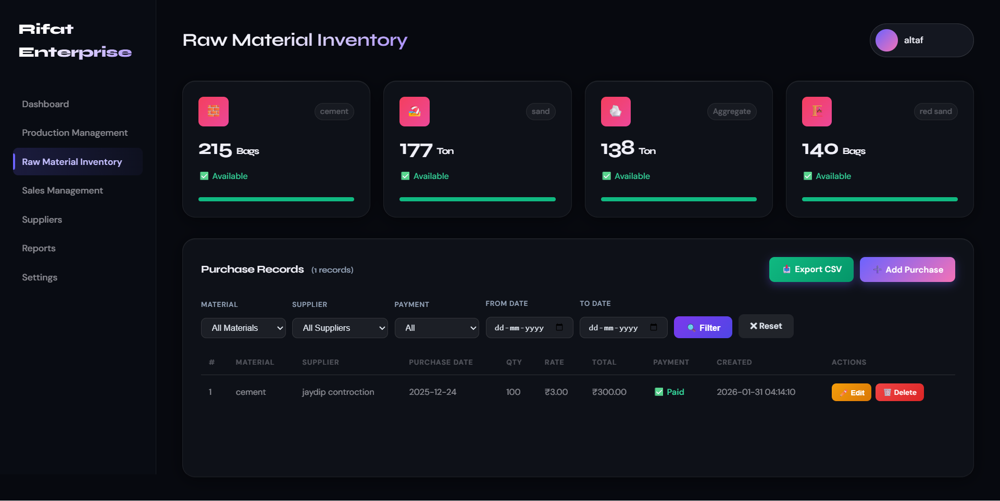 Rifat
Enterprise
Dashboard
Production Management
Raw Material Inventory
Sales Management
Suppliers
Reports
Settings
Raw Material Inventory
altaf
cement
215 Bags
✅ Available
sand
177 Ton
✅ Available
Aggregate
138 Ton
✅ Available
red sand
140 Bags
✅ Available
Purchase Records (1 records)
📥 Export CSV
➕ Add Purchase
MATERIAL SUPPLIER PAYMENT FROM DATE TO DATE
All Materials All Suppliers All dd-mm-yyyy dd-mm-yyyy 🔍 Filter ❌ Reset
# MATERIAL SUPPLIER PURCHASE DATE QTY RATE TOTAL PAYMENT CREATED ACTIONS
1 cement jaydip controction 2025-12-24 100 ₹3.00 ₹300.00 ✅ Paid 2026-01-31 04:14:10 Edit 🗑 Delete